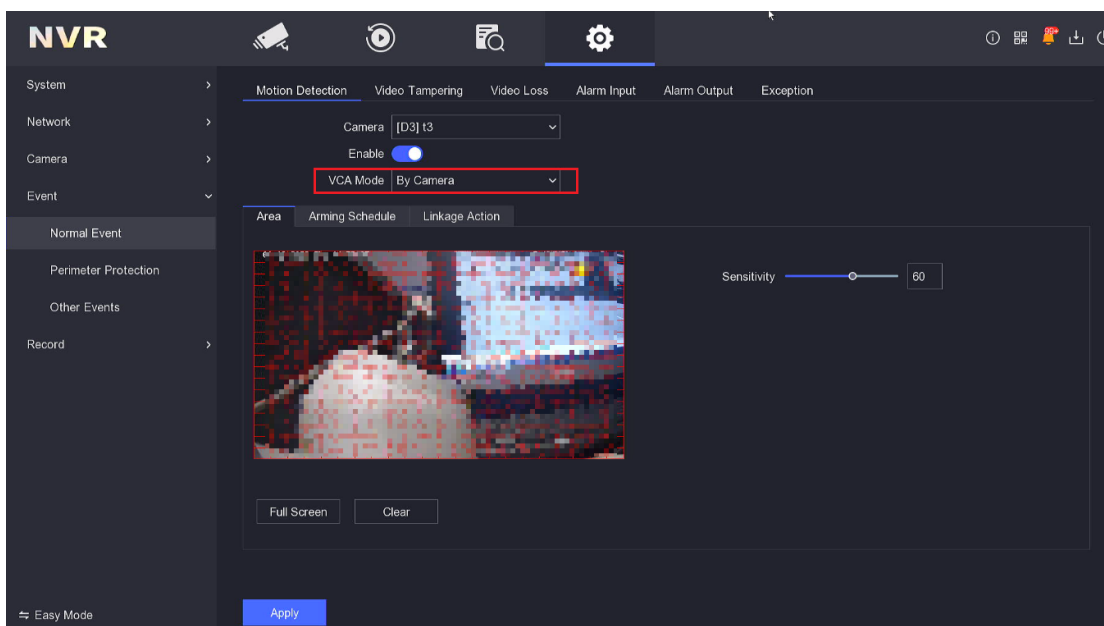 NVR
99+
System
Network
Camera
Event
Normal Event
Perimeter Protection
Other Events
Record
Easy Mode
Motion Detection Video Tampering Video Loss Alarm Input Alarm Output Exception
Camera [D3] t3
Enable
VCA Mode By Camera
Area Arming Schedule Linkage Action
Sensitivity 60
Full Screen Clear
Apply